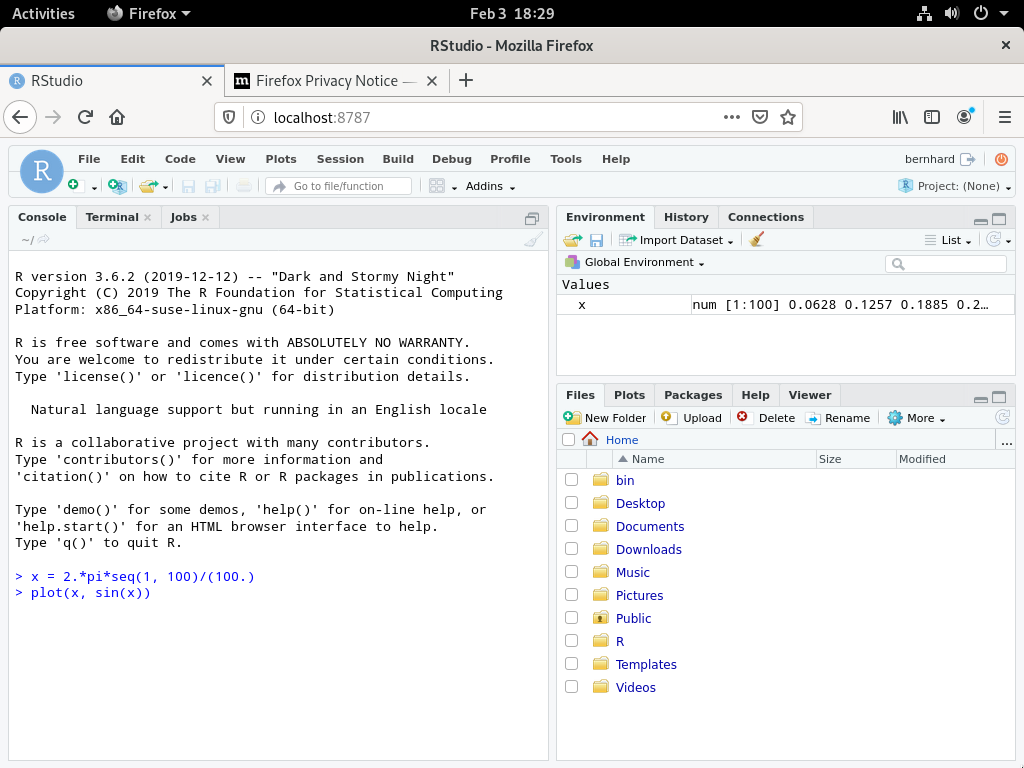 Activities Firefox Feb 3 18:29
RStudio - Mozilla Firefox
RStudio Firefox Privacy Notice —
localhost:8787
R File Edit Code View Plots Session Build Debug Profile Tools Help bernhard
Go to file/function Addins Project: (None)
Console Terminal Jobs
~/
R version 3.6.2 (2019-12-12) -- "Dark and Stormy Night"
Copyright (C) 2019 The R Foundation for Statistical Computing
Platform: x86_64-suse-linux-gnu (64-bit)
R is free software and comes with ABSOLUTELY NO WARRANTY.
You are welcome to redistribute it under certain conditions.
Type 'license()' or 'licence()' for distribution details.
Natural language support but running in an English locale
R is a collaborative project with many contributors.
Type 'contributors()' for more information and
'citation()' on how to cite R or R packages in publications.
Type 'demo()' for some demos, 'help()' for on-line help, or
'help.start()' for an HTML browser interface to help.
Type 'q()' to quit R.
> x = 2.*pi*seq(1, 100)/(100.)
> plot(x, sin(x))
Environment History Connections
Import Dataset List
Global Environment
Values
x num [1:100] 0.0628 0.1257 0.1885 0.2…
Files Plots Packages Help Viewer
New Folder Upload Delete Rename More
Home ...
Name Size Modified
bin
Desktop
Documents
Downloads
Music
Pictures
Public
R
Templates
Videos